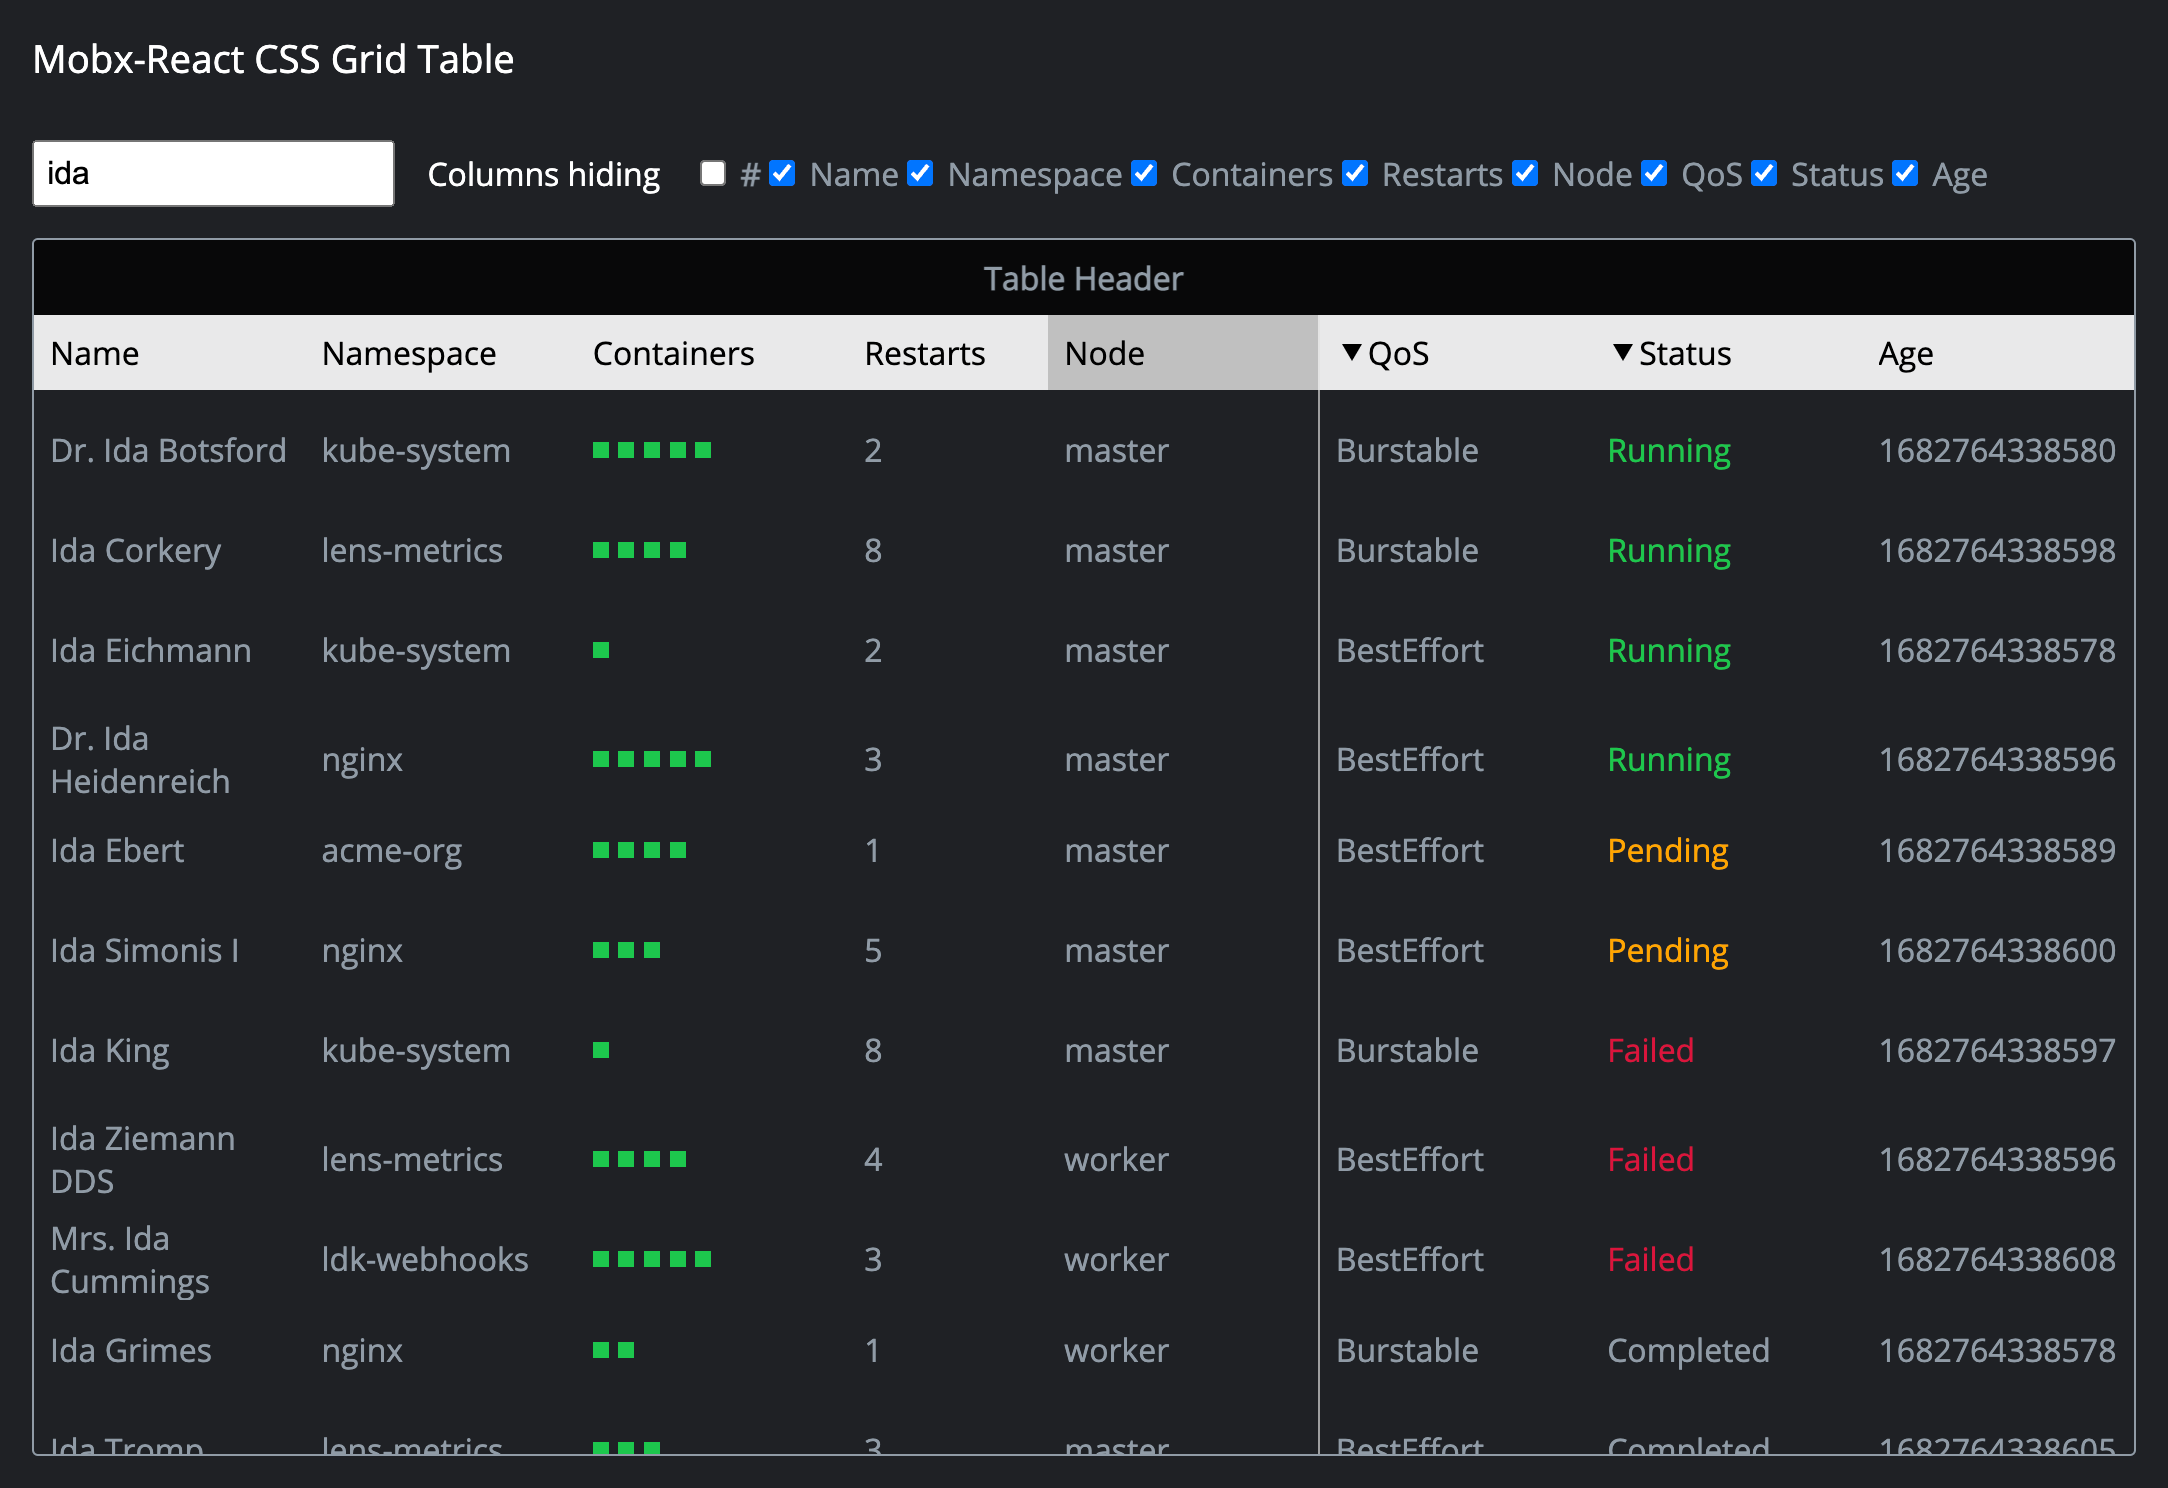 Mobx-React CSS Grid Table
ida
Columns hiding # Name Namespace Containers Restarts Node QoS Status Age
Table Header
Name Namespace Containers Restarts Node ▼QoS ▼Status Age
Dr. Ida Botsford kube-system 2 master Burstable Running 1682764338580
Ida Corkery lens-metrics 8 master Burstable Running 1682764338598
Ida Eichmann kube-system 2 master BestEffort Running 1682764338578
Dr. Ida
Heidenreich nginx 3 master BestEffort Running 1682764338596
Ida Ebert acme-org 1 master BestEffort Pending 1682764338589
Ida Simonis I nginx 5 master BestEffort Pending 1682764338600
Ida King kube-system 8 master Burstable Failed 1682764338597
Ida Ziemann
DDS lens-metrics 4 worker BestEffort Failed 1682764338596
Mrs. Ida
Cummings ldk-webhooks 3 worker BestEffort Failed 1682764338608
Ida Grimes nginx 1 worker Burstable Completed 1682764338578
Ida Tromp lens-metrics 3 master BestEffort Completed 1682764338605